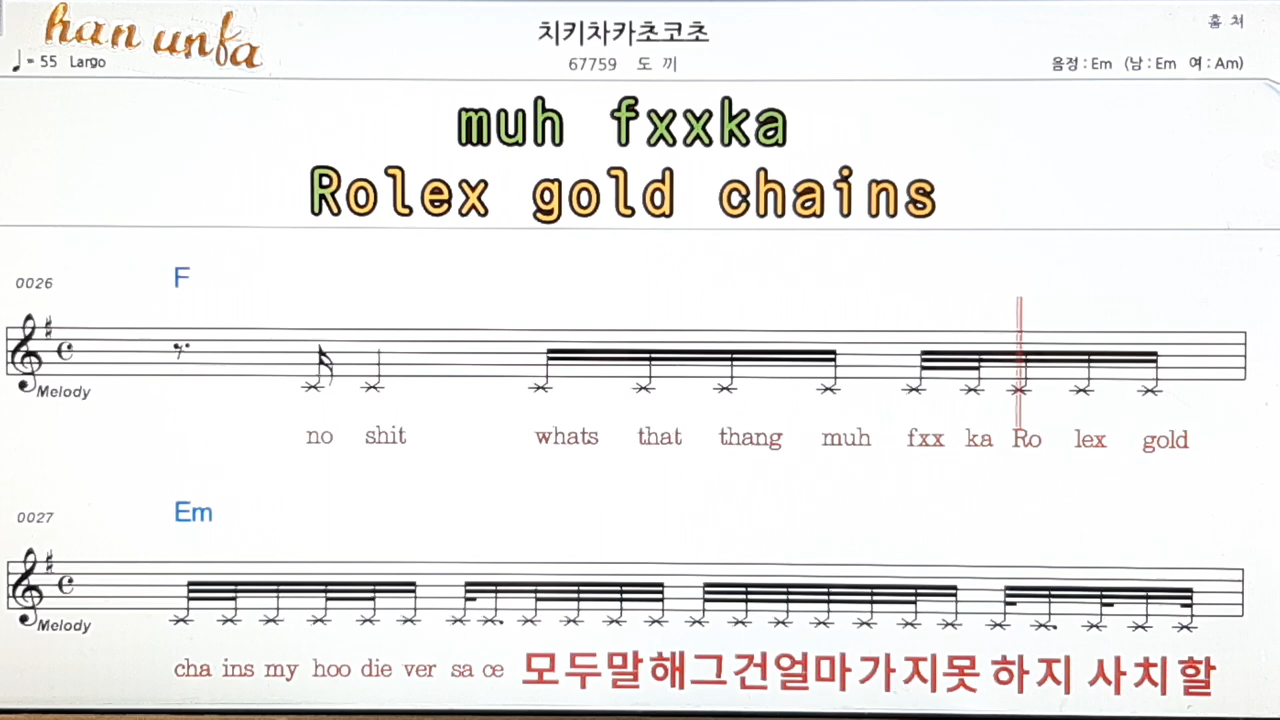 han unfa
치키차카초코초
훔 쳐
♩= 55 Largo
67759 도 끼
음정 : Em (남 : Em 여 : Am)
muh fxxka
Rolex gold chains
0026
F
Melody
no shit whats that thang muh fxx ka Ro lex gold
0027
Em
Melody
cha ins my hoo die ver sa œ 모두말해그건얼마가지못 하지 사치할